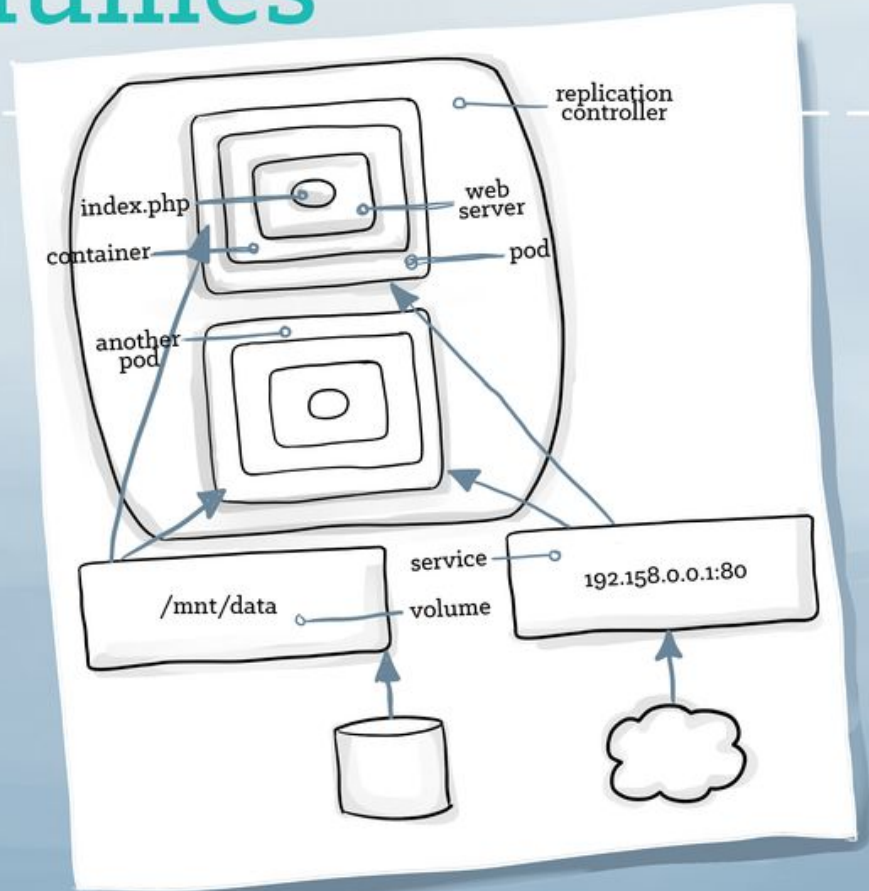 replication
controller
index.php
web
server
container
pod
another
pod
service
192.158.0.0.1:80
/mnt/data
volume